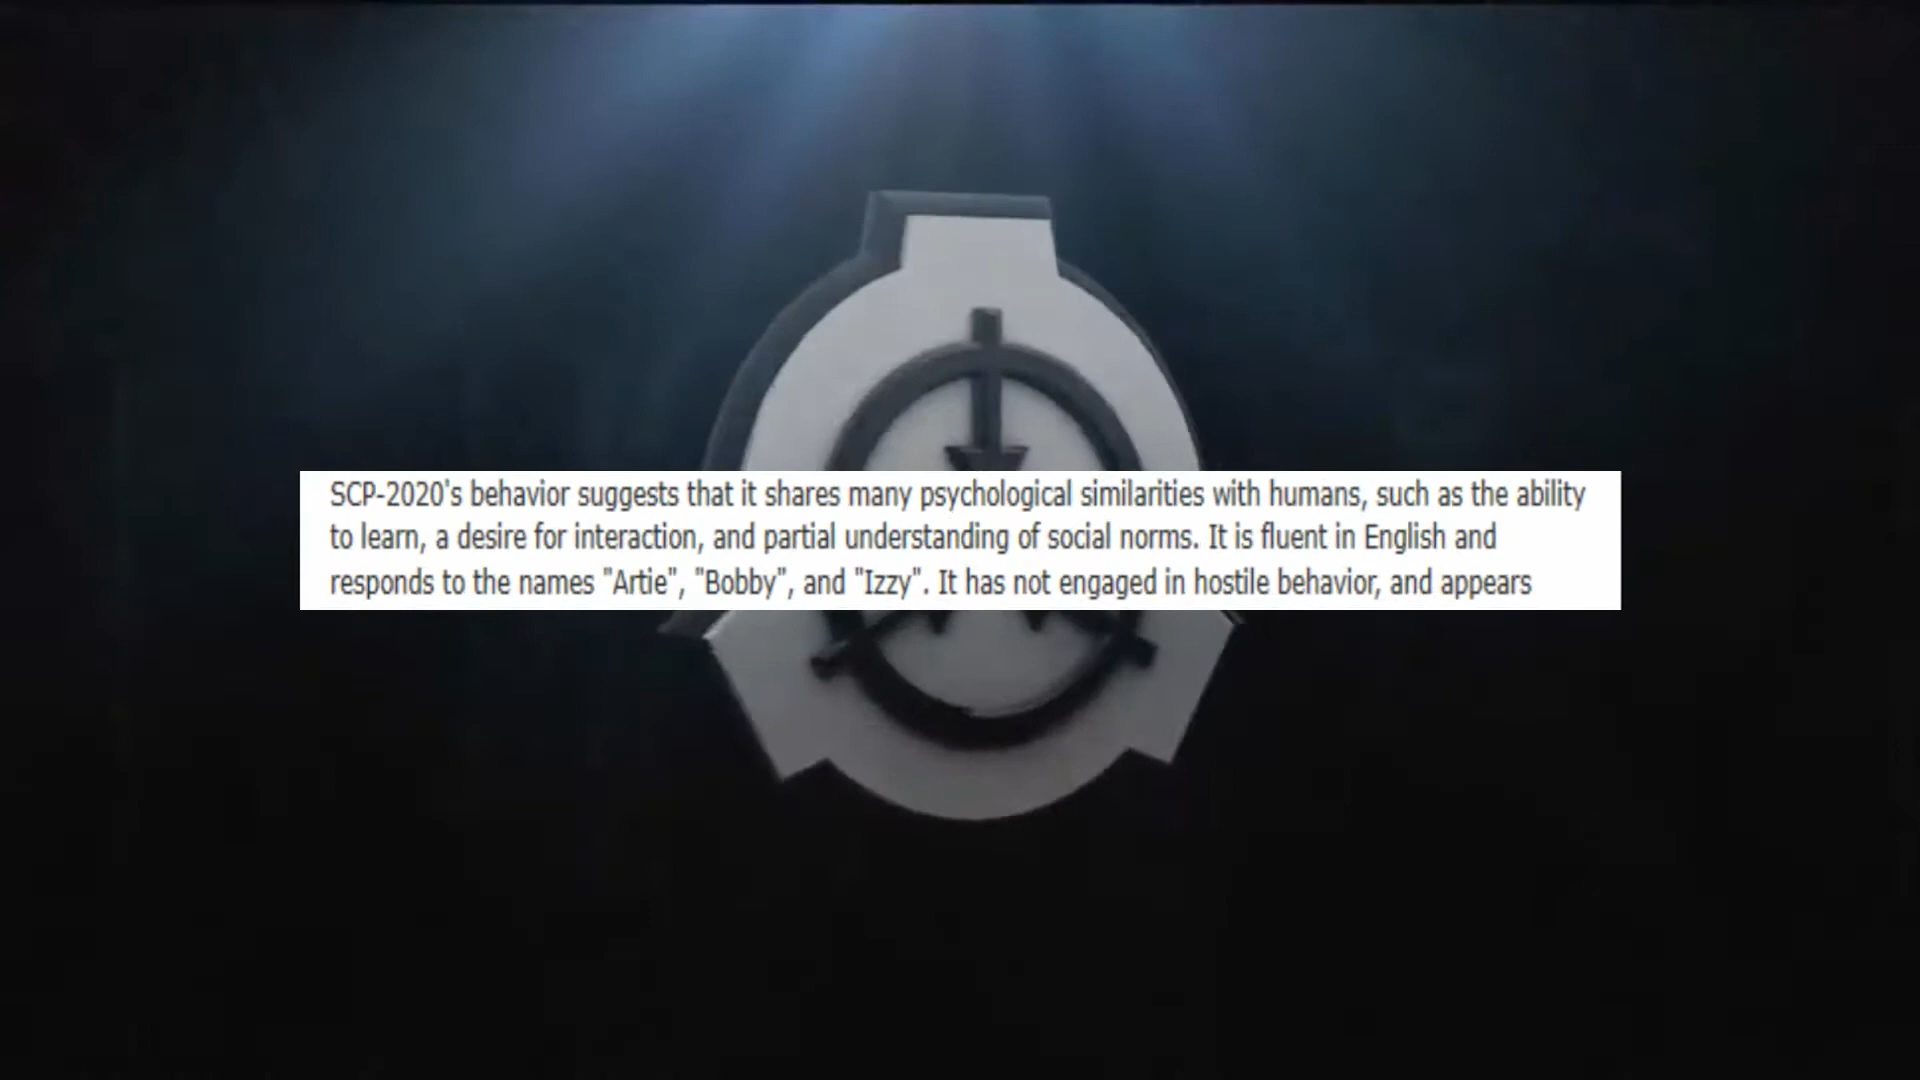 SCP-2020's behavior suggests that it shares many psychological similarities with humans, such as the ability
to learn, a desire for interaction, and partial understanding of social norms. It is fluent in English and
responds to the names "Artie", "Bobby", and "Izzy". It has not engaged in hostile behavior, and appears